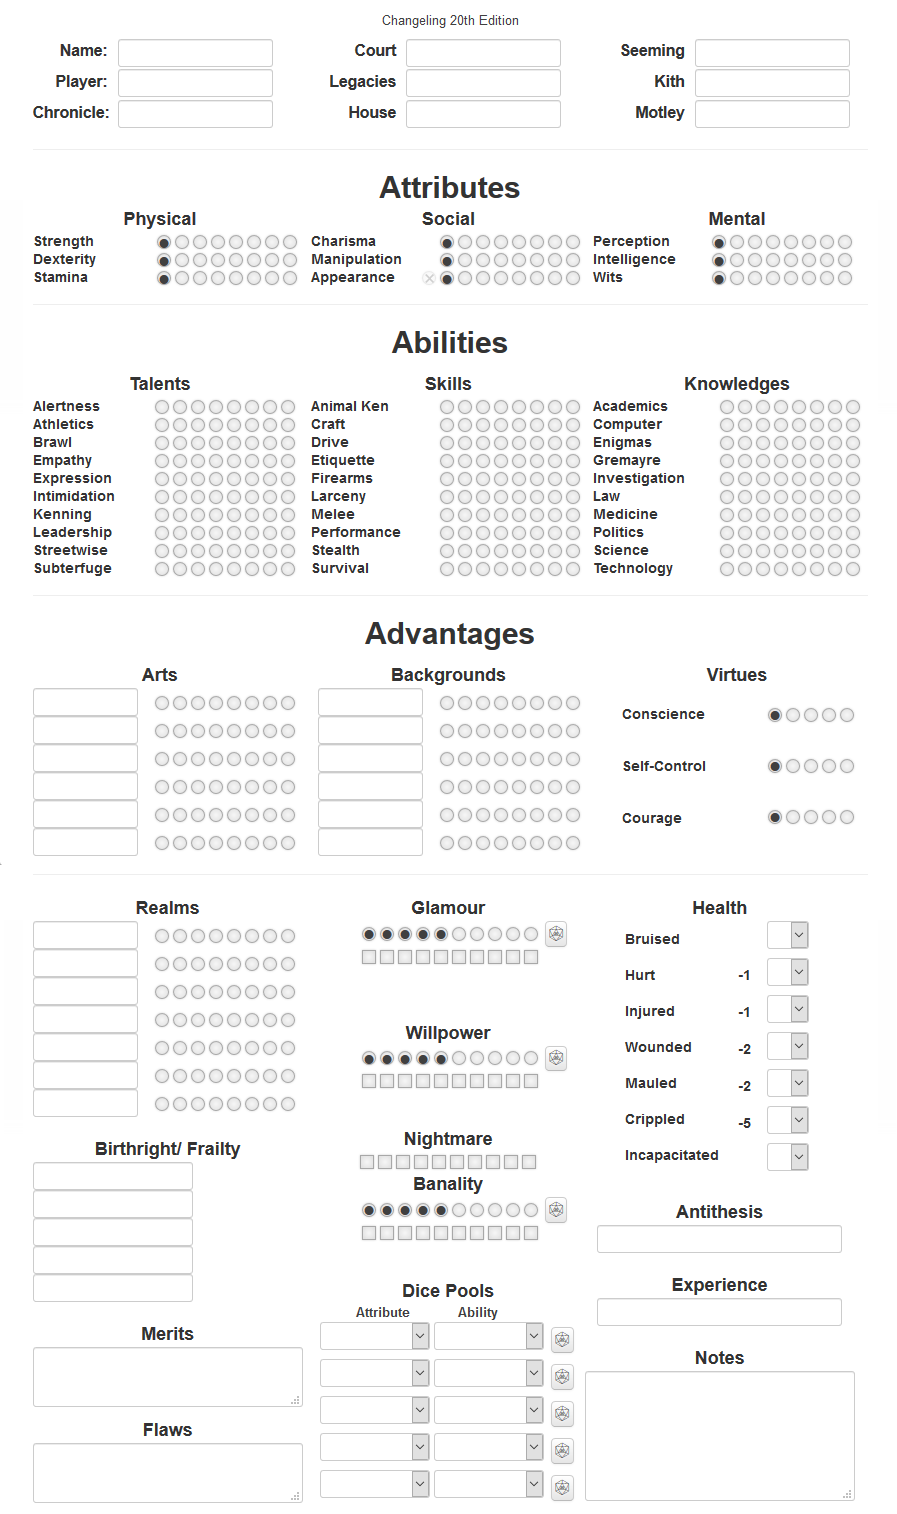 Changeling 20th Edition
Name: Court Seeming
Player: Legacies Kith
Chronicle: House Motley
Attributes
Physical Social Mental
Strength Charisma Perception
Dexterity Manipulation Intelligence
Stamina Appearance Wits
Abilities
Talents Skills Knowledges
Alertness Animal Ken Academics
Athletics Craft Computer
Brawl Drive Enigmas
Empathy Etiquette Gremayre
Expression Firearms Investigation
Intimidation Larceny Law
Kenning Melee Medicine
Leadership Performance Politics
Streetwise Stealth Science
Subterfuge Survival Technology
Advantages
Arts Backgrounds Virtues
Conscience
Self-Control
Courage
Realms Glamour Health
Bruised
Hurt -1
Injured -1
Willpower
Wounded -2
Mauled -2
Crippled -5
Nightmare
Birthright/ Frailty
Incapacitated
Banality
Antithesis
Experience
Dice Pools
Attribute Ability
Merits
Notes
Flaws